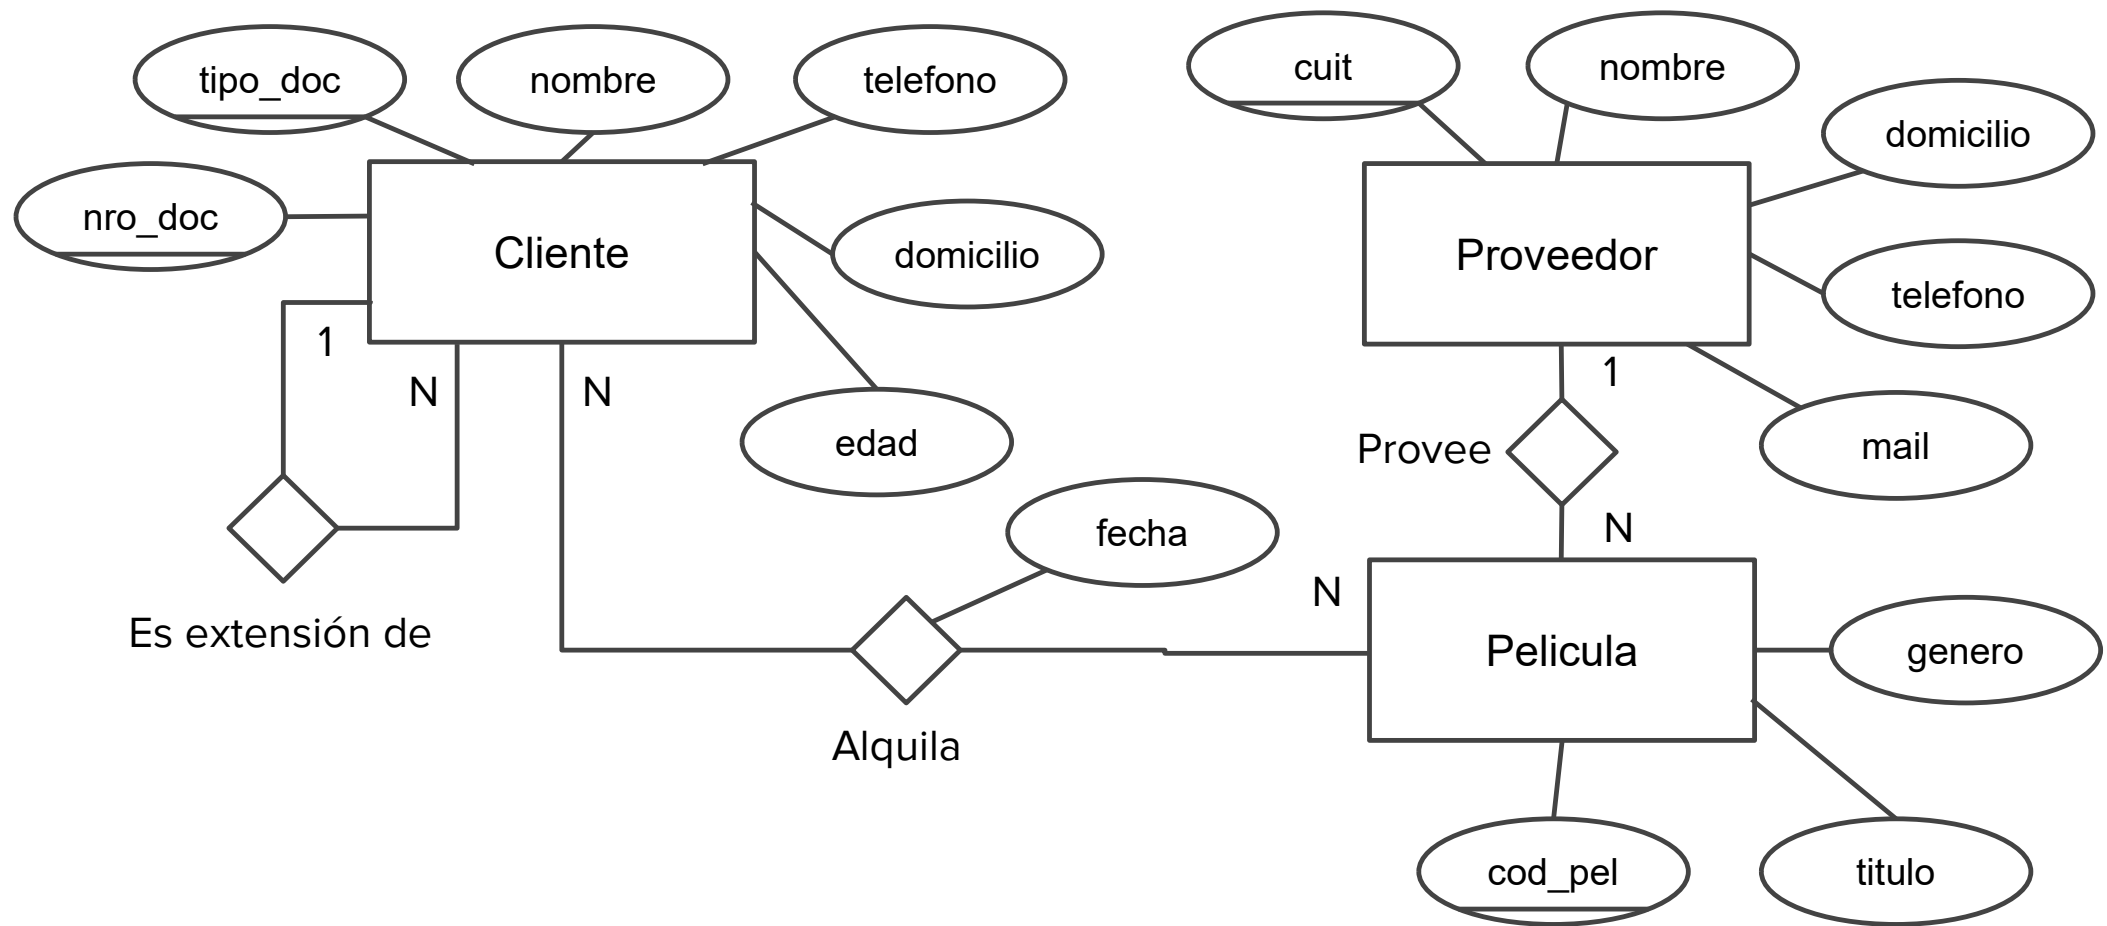 cuit
nombre
tipo_doc
nombre
telefono
domicilio
nro_doc
Cliente
domicilio
Proveedor
telefono
1
1
N
N
edad
Provee
mail
fecha
N
N
Es extensión de
Pelicula
genero
Alquila
cod_pel
titulo